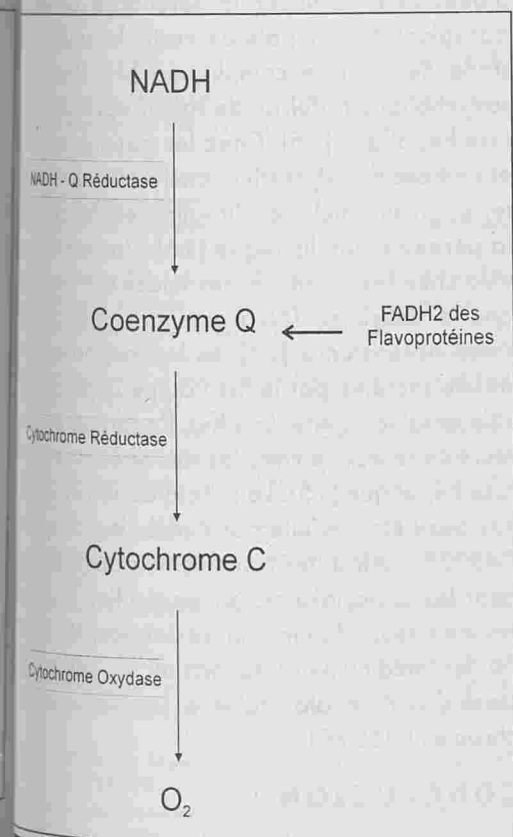 NADH
NADH - Q Réductase
Coenzyme Q
FADH2 des
Flavoprotéines
Cytochrome Réductase
Cytochrome C
Cytochrome Oxydase
O₂